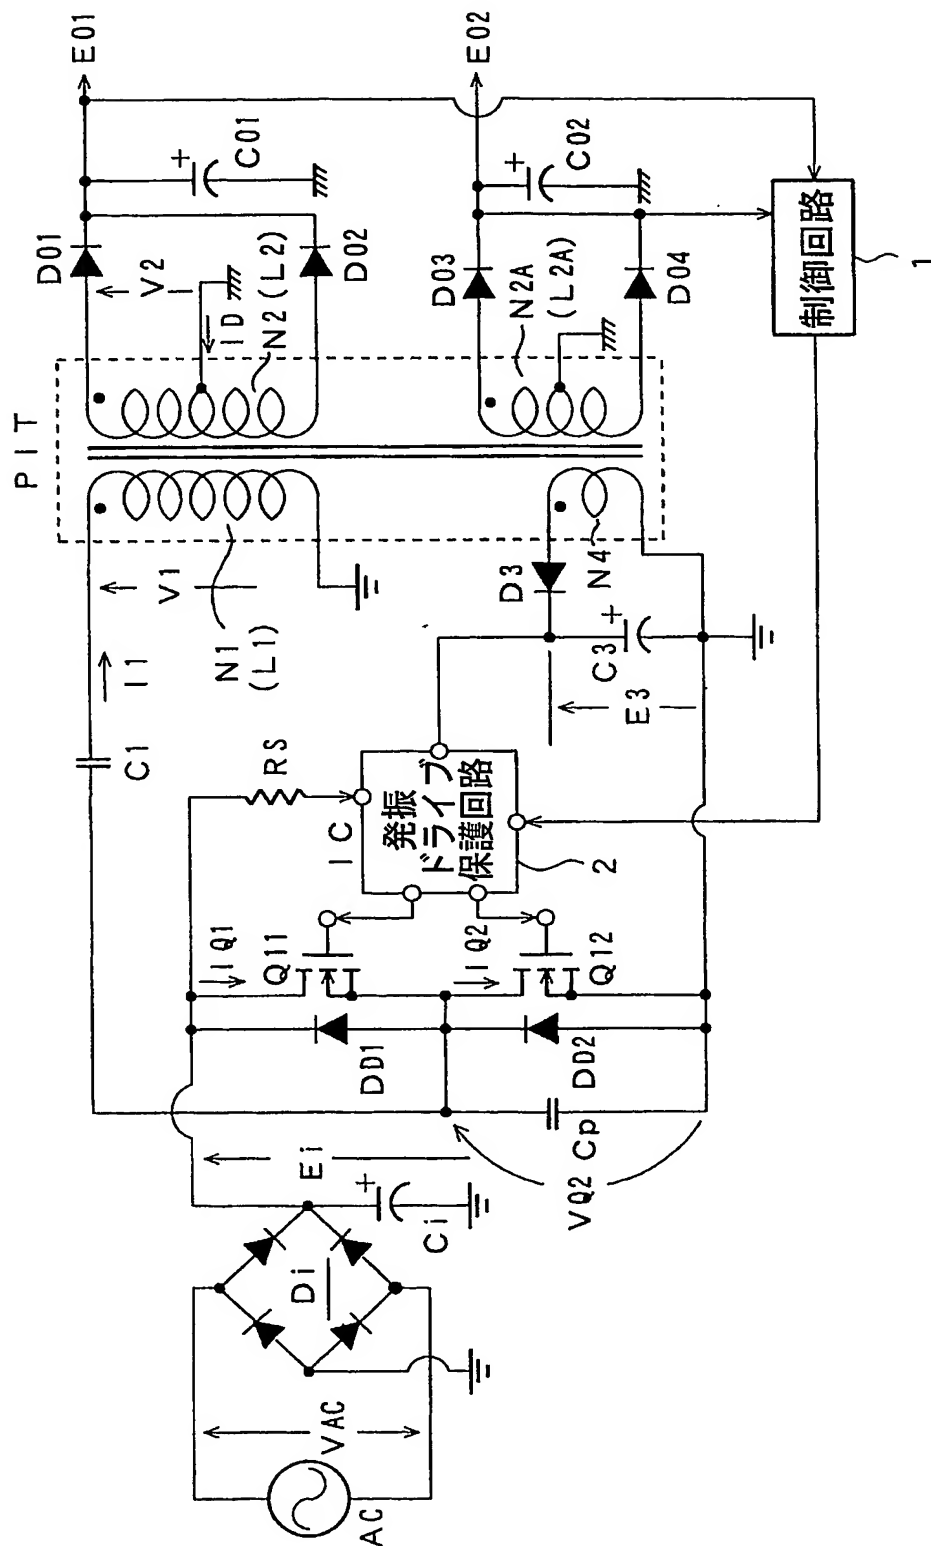 AC
VAC
Di
Ci
+
Ei
VQ2
Cp
DD1
DD2
Q11
IQ1
Q12
IQ2
RS
IC
発振
ドライブ
保護回路
2
C1
I1
V1
N1
(L1)
D3
C3
+
E3
N4
PIT
ID
N2(L2)
V2
D01
D02
C01
+
E01
N2A
(L2A)
D03
D04
C02
+
E02
制御回路
1